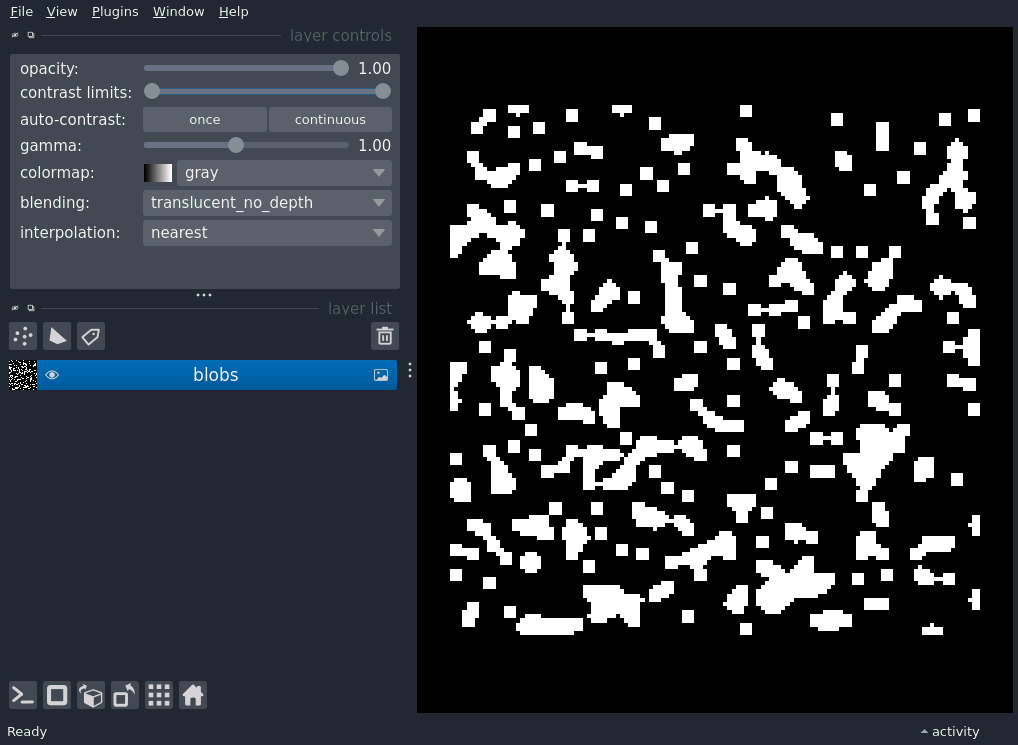 File View Plugins Window Help
layer controls
opacity: 1.00
contrast limits:
auto-contrast: once continuous
gamma: 1.00
colormap: gray
blending: translucent_no_depth
interpolation: nearest
layer list
blobs
Ready activity